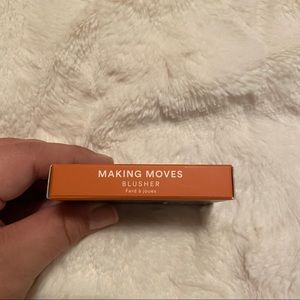 MAKING MOVES
BLUSHER
Fard à joues